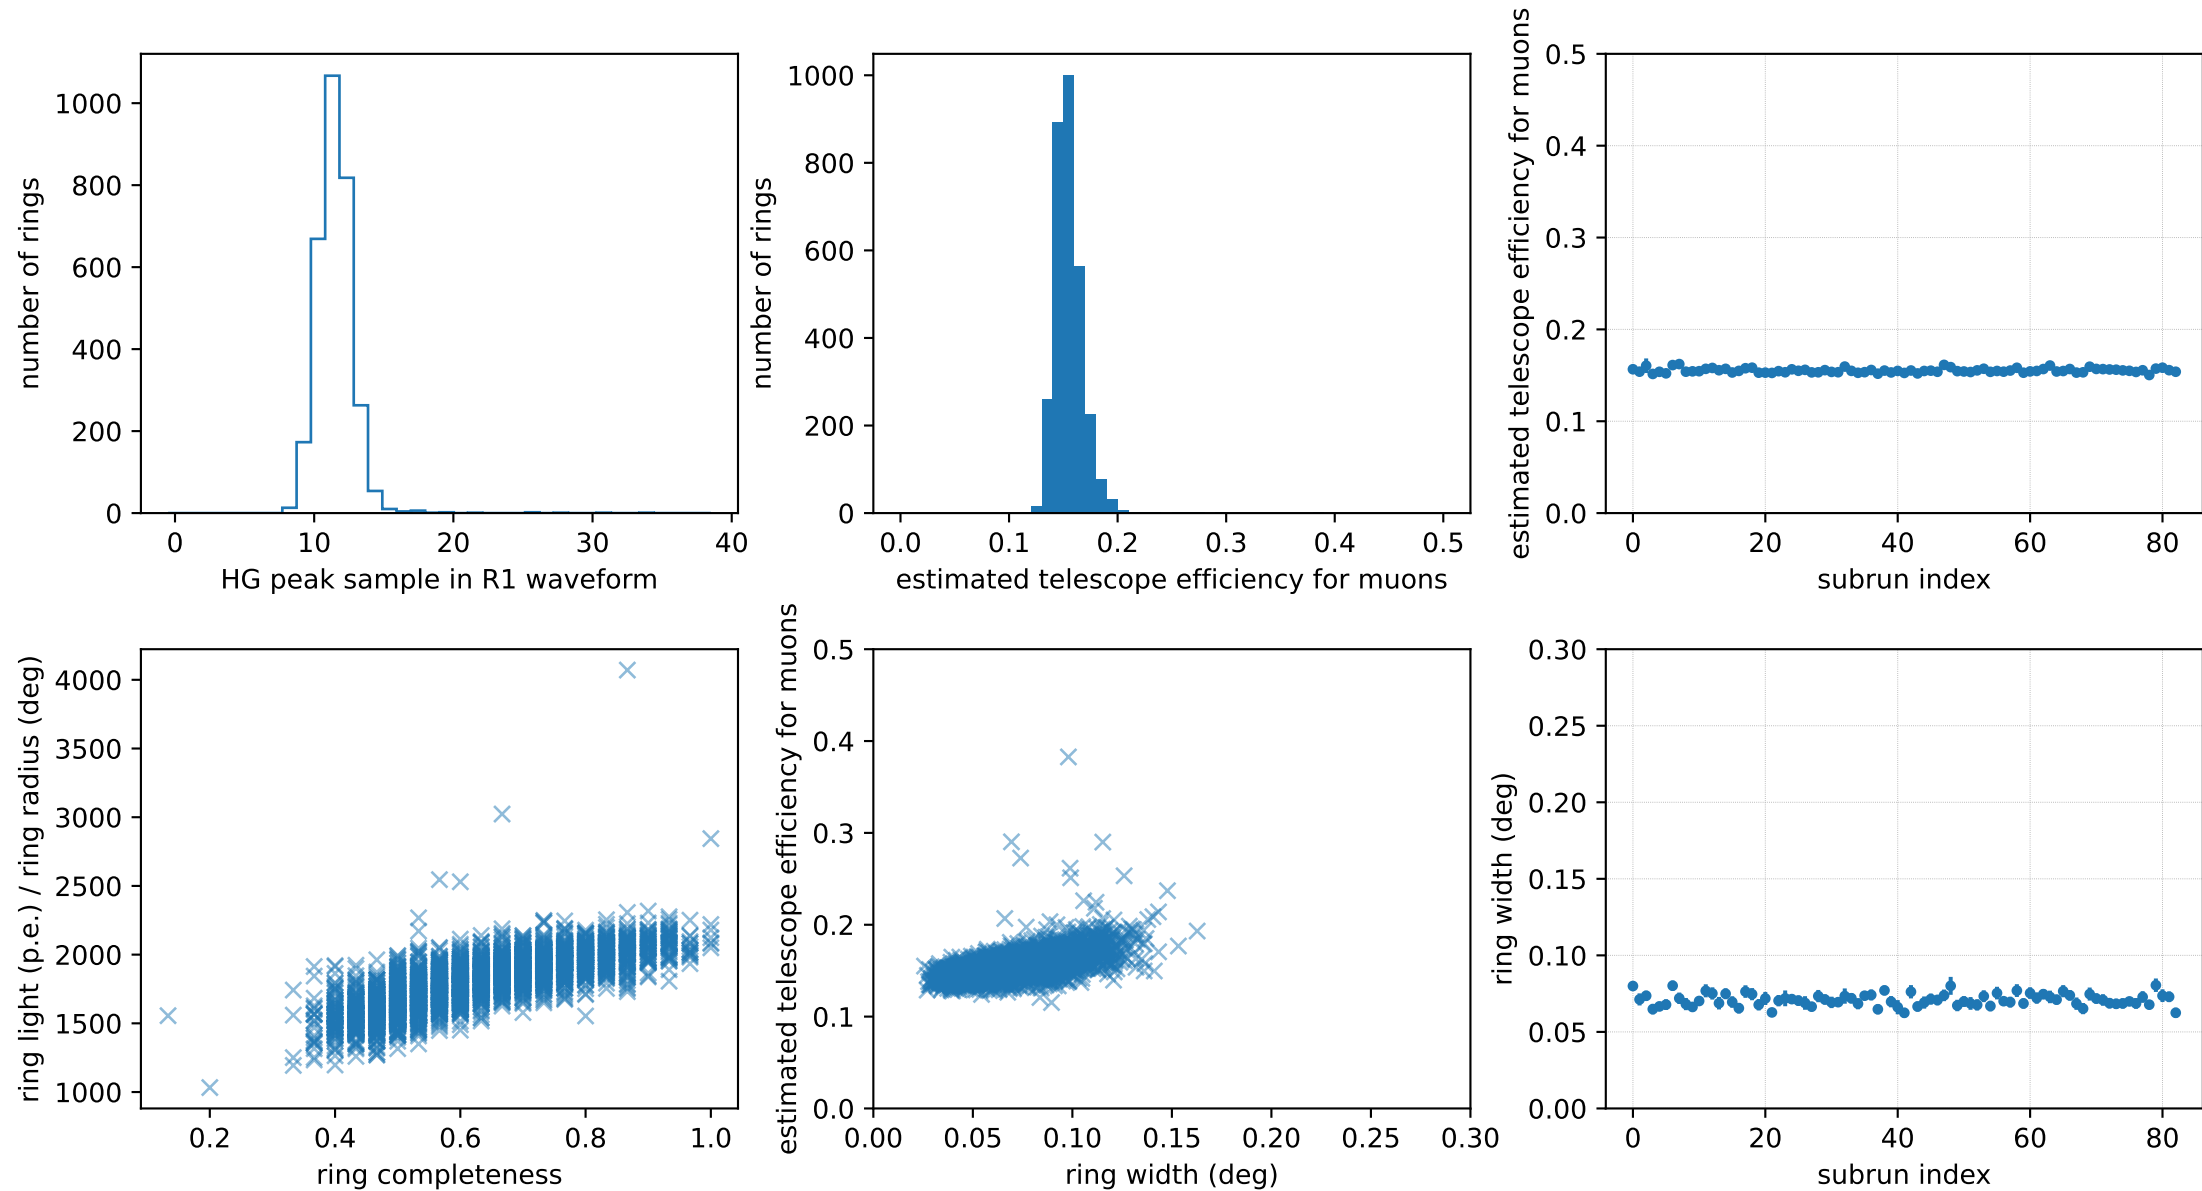 number of rings
1000
800
600
400
200
0
0 10 20 30 40
HG peak sample in R1 waveform
number of rings
1000
800
600
400
200
0
0.0 0.1 0.2 0.3 0.4 0.5
estimated telescope efficiency for muons
estimated telescope efficiency for muons
0.5
0.4
0.3
0.2
0.1
0.0
0 20 40 60 80
subrun index
ring light (p.e.) / ring radius (deg)
4000
3500
3000
2500
2000
1500
1000
0.2 0.4 0.6 0.8 1.0
ring completeness
estimated telescope efficiency for muons
0.5
0.4
0.3
0.2
0.1
0.0
0.00 0.05 0.10 0.15 0.20 0.25 0.30
ring width (deg)
ring width (deg)
0.30
0.25
0.20
0.15
0.10
0.05
0.00
0 20 40 60 80
subrun index